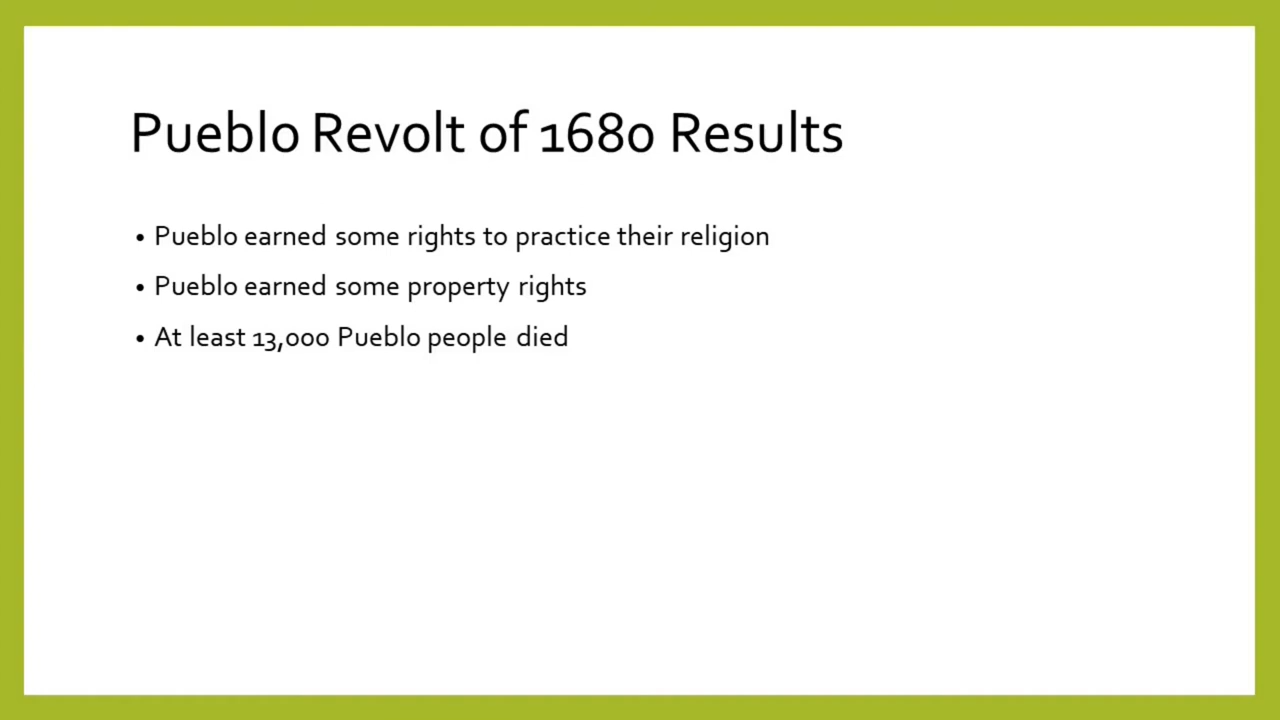 Pueblo Revolt of 1680 Results
• Pueblo earned some rights to practice their religion
• Pueblo earned some property rights
• At least 13,000 Pueblo people died